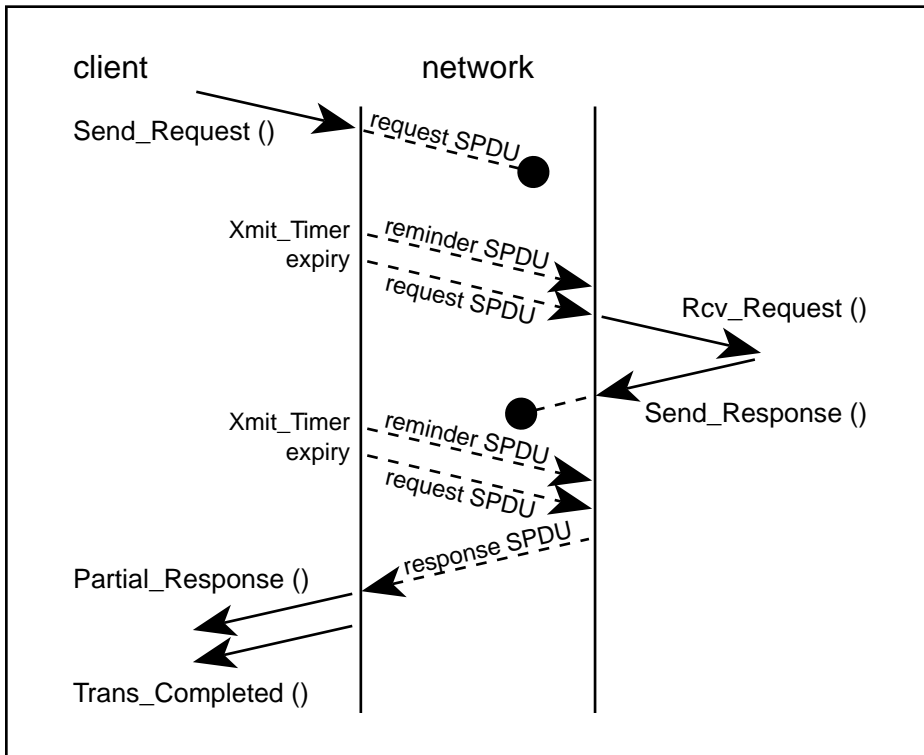 client
network
Send_Request ()
request SPDU
Xmit_Timer
expiry
reminder SPDU
request SPDU
Rcv_Request ()
Send_Response ()
Xmit_Timer
expiry
reminder SPDU
request SPDU
response SPDU
Partial_Response ()
Trans_Completed ()